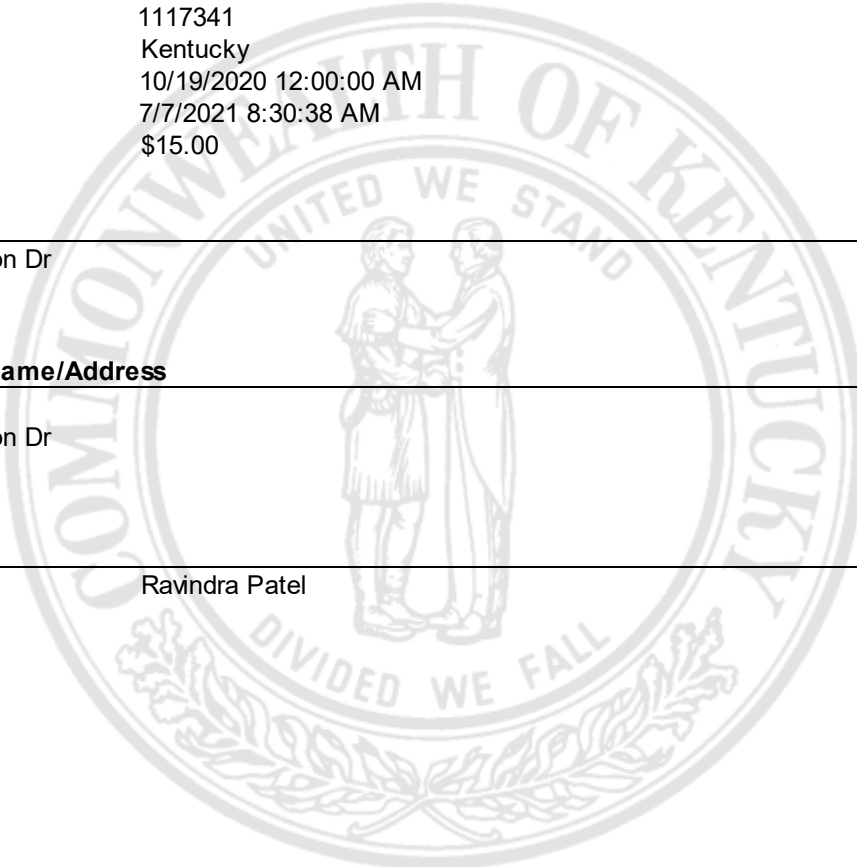 1117341
Kentucky
10/19/2020 12:00:00 AM
7/7/2021 8:30:38 AM
$15.00
COMMONWEALTH OF KENTUCKY
UNITED WE STAND
on Dr
ame/Address
on Dr
Ravindra Patel
DIVIDED WE FALL